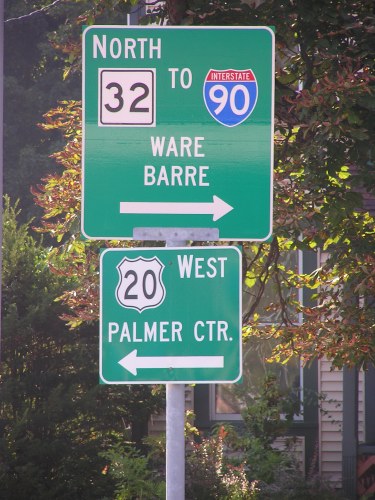 NORTH
32 TO INTERSTATE 90
WARE
BARRE
20 WEST
PALMER CTR.